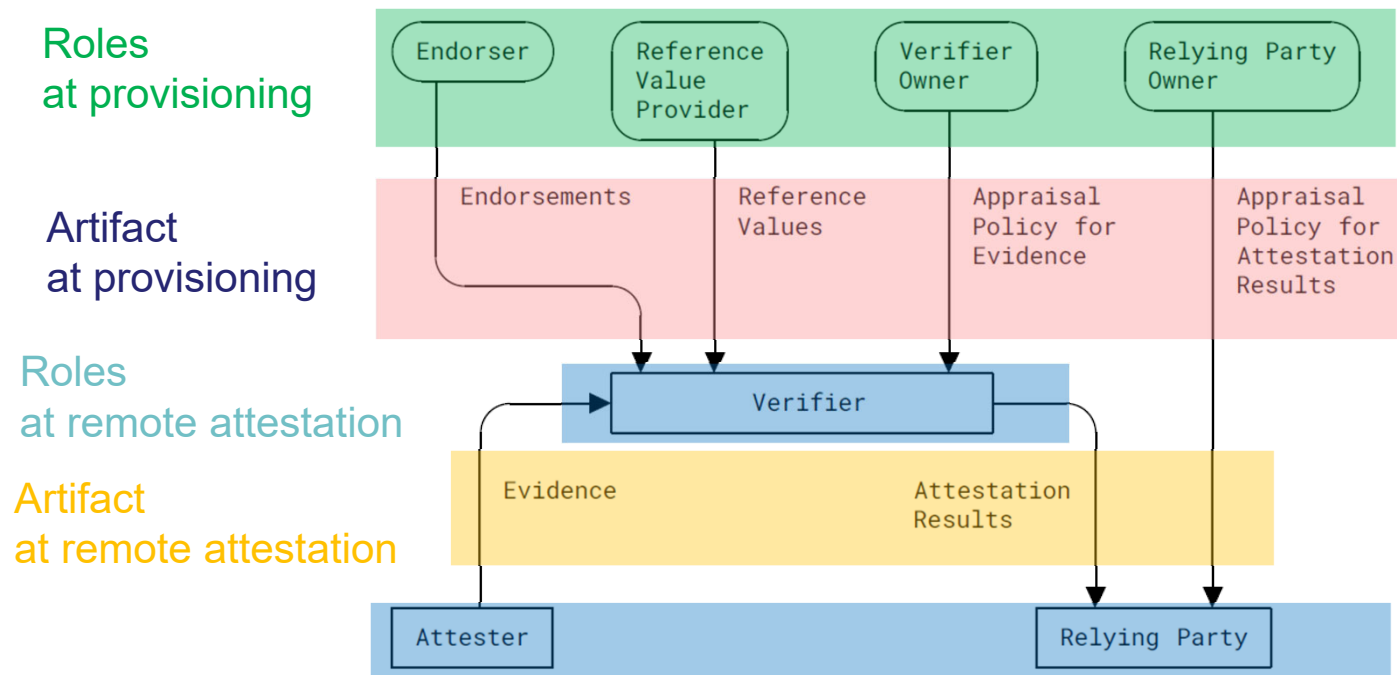 Roles
at provisioning
Endorser
Reference
Value
Provider
Verifier
Owner
Relying Party
Owner
Artifact
at provisioning
Endorsements
Reference
Values
Appraisal
Policy for
Evidence
Appraisal
Policy for
Attestation
Results
Roles
at remote attestation
Verifier
Artifact
at remote attestation
Evidence
Attestation
Results
Attester
Relying Party